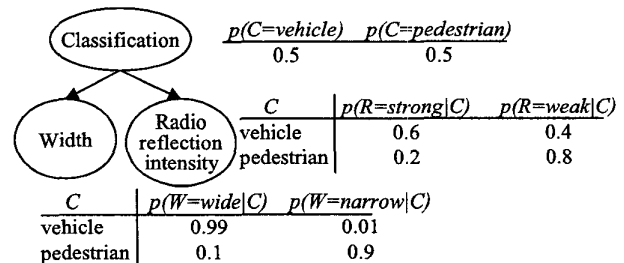 Classification
p(C=vehicle) p(C=pedestrian)
0.5 0.5
Width
Radio
reflection
intensity
C p(R=strong|C) p(R=weak|C)
vehicle 0.6 0.4
pedestrian 0.2 0.8
C p(W=wide|C) p(W=narrow|C)
vehicle 0.99 0.01
pedestrian 0.1 0.9